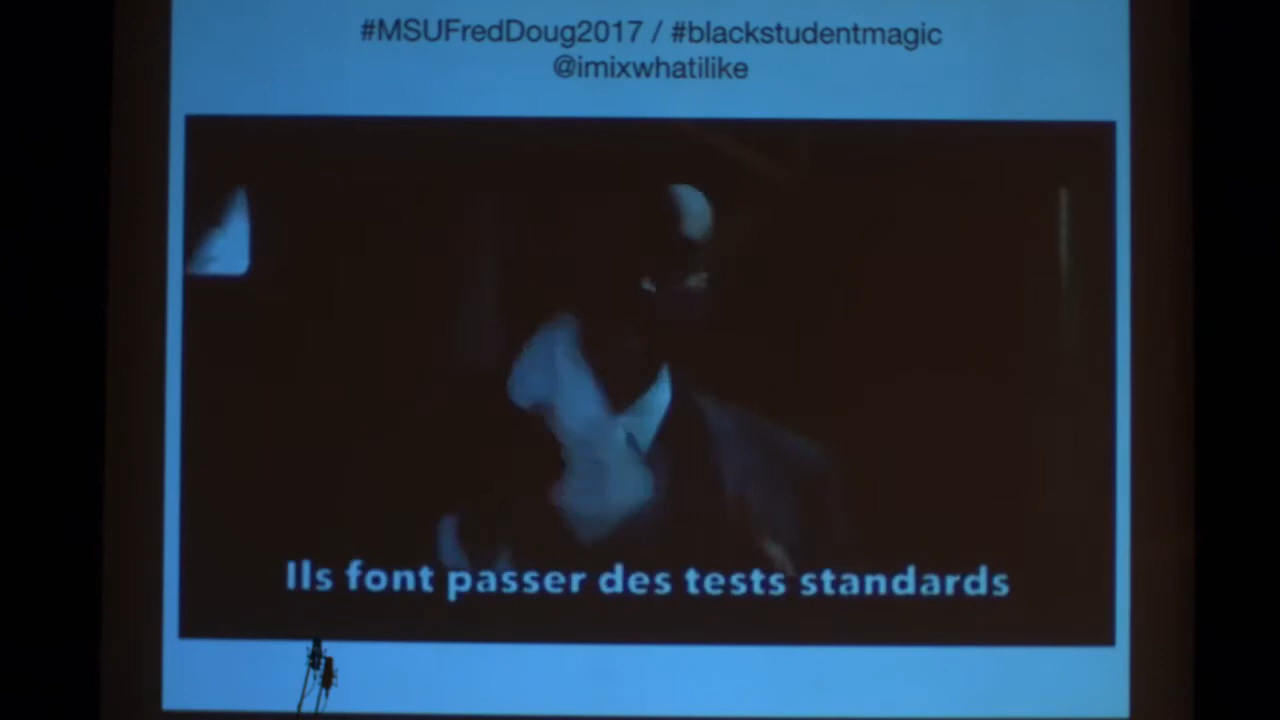 #MSUFredDoug2017 / #blackstudentmagic
@imixwhatilike
Ils font passer des tests standards